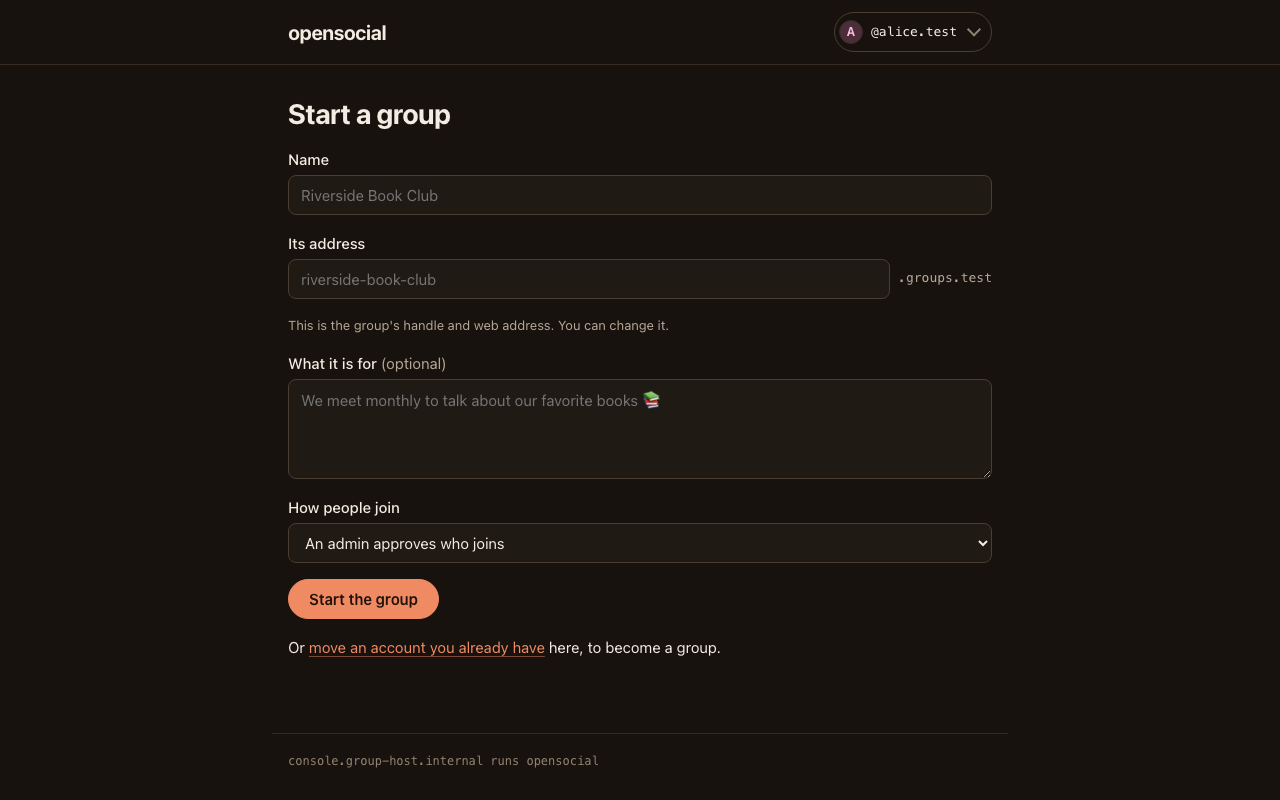 opensocial
A @alice.test
Start a group
Name
Riverside Book Club
Its address
riverside-book-club .groups.test
This is the group's handle and web address. You can change it.
What it is for (optional)
We meet monthly to talk about our favorite books 📚
How people join
An admin approves who joins
Start the group
Or move an account you already have here, to become a group.
console.group-host.internal runs opensocial